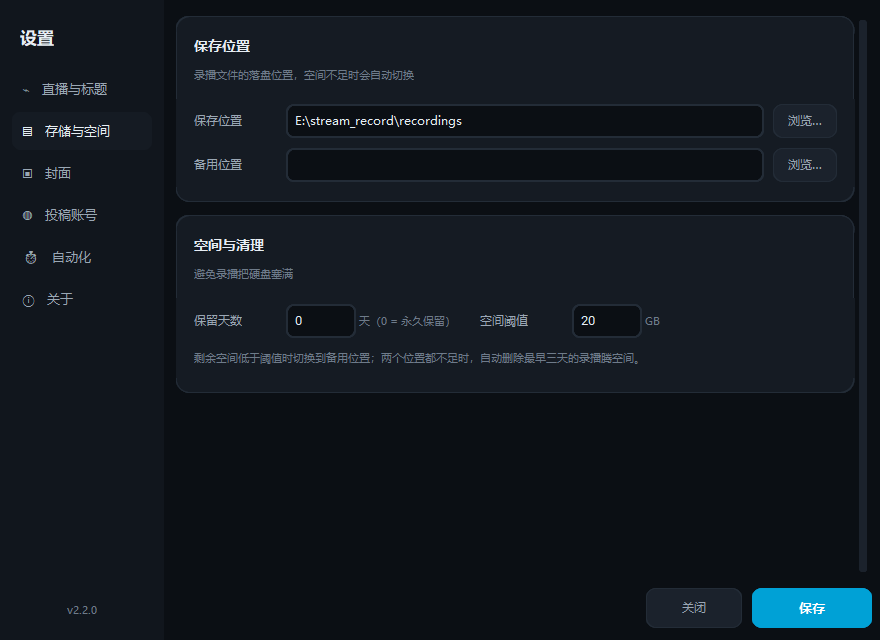 设置
直播与标题
存储与空间
封面
投稿账号
自动化
关于
v2.2.0
保存位置
录播文件的落盘位置，空间不足时会自动切换
保存位置 E:\stream_record\recordings 浏览...
备用位置 浏览...
空间与清理
避免录播把硬盘塞满
保留天数 0 天（0 = 永久保留） 空间阈值 20 GB
剩余空间低于阈值时切换到备用位置；两个位置都不足时，自动删除最早三天的录播腾空间。
关闭 保存